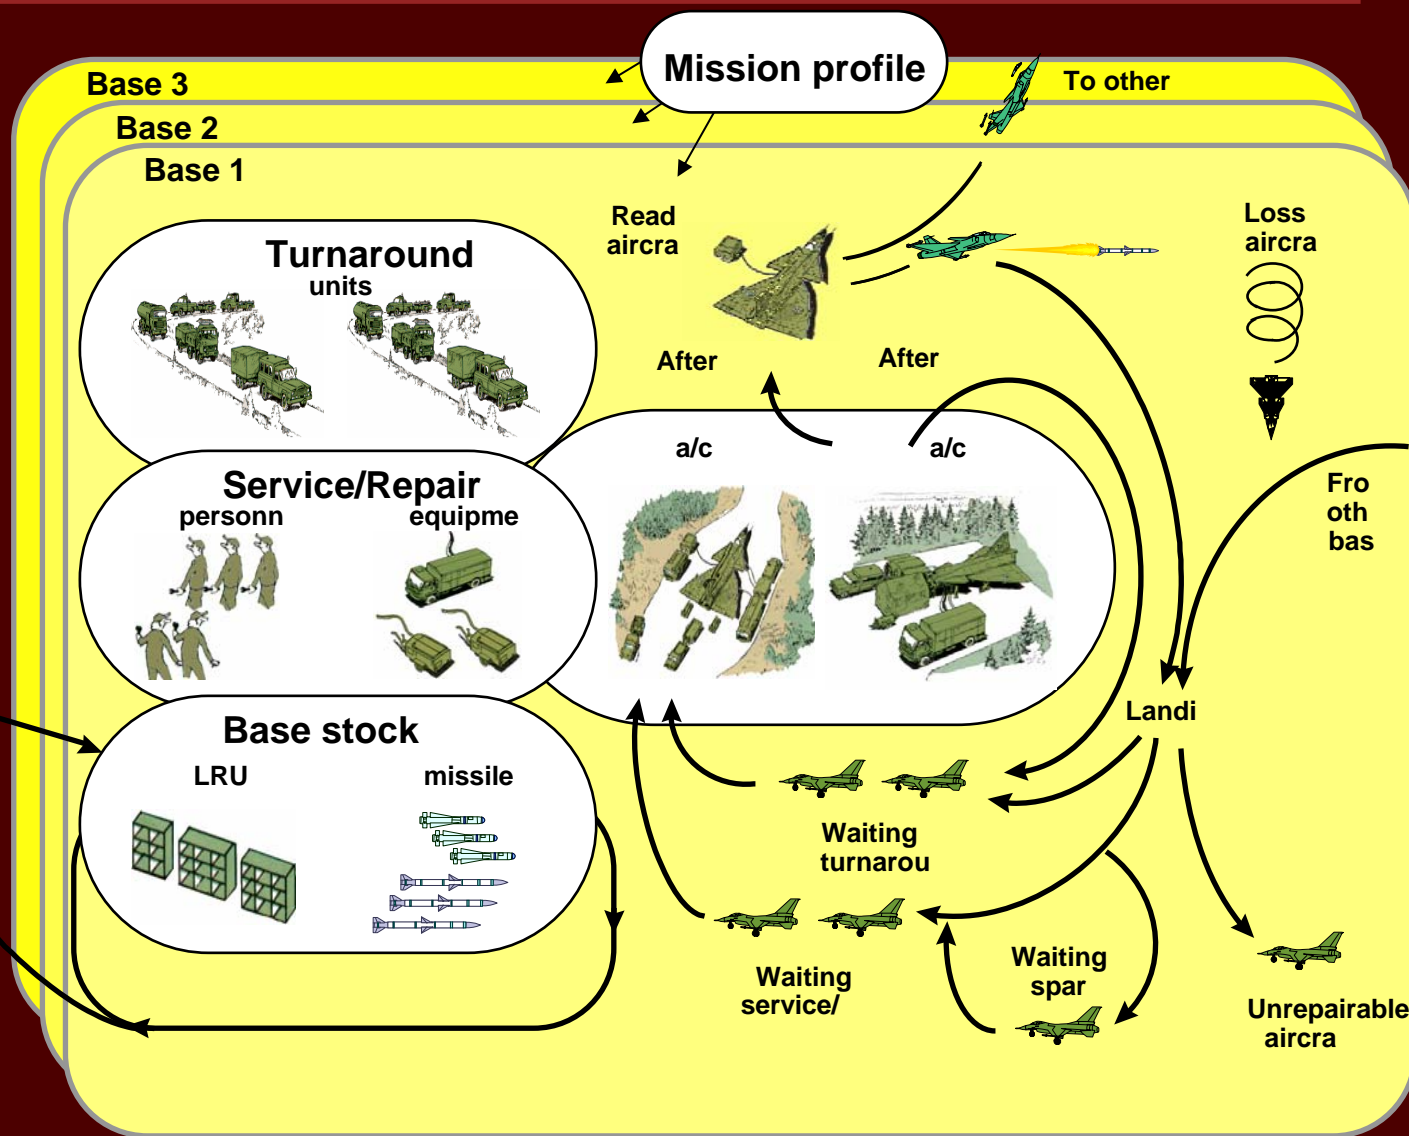 Mission profile
To other
Base 3
Base 2
Base 1
Read
aircra
Loss
aircra
Turnaround
units
After
After
a/c
a/c
Service/Repair
personn
equipme
Fro
oth
bas
Landi
Base stock
LRU
missile
Waiting
turnarou
Waiting
service/
Waiting
spar
Unrepairable
aircra